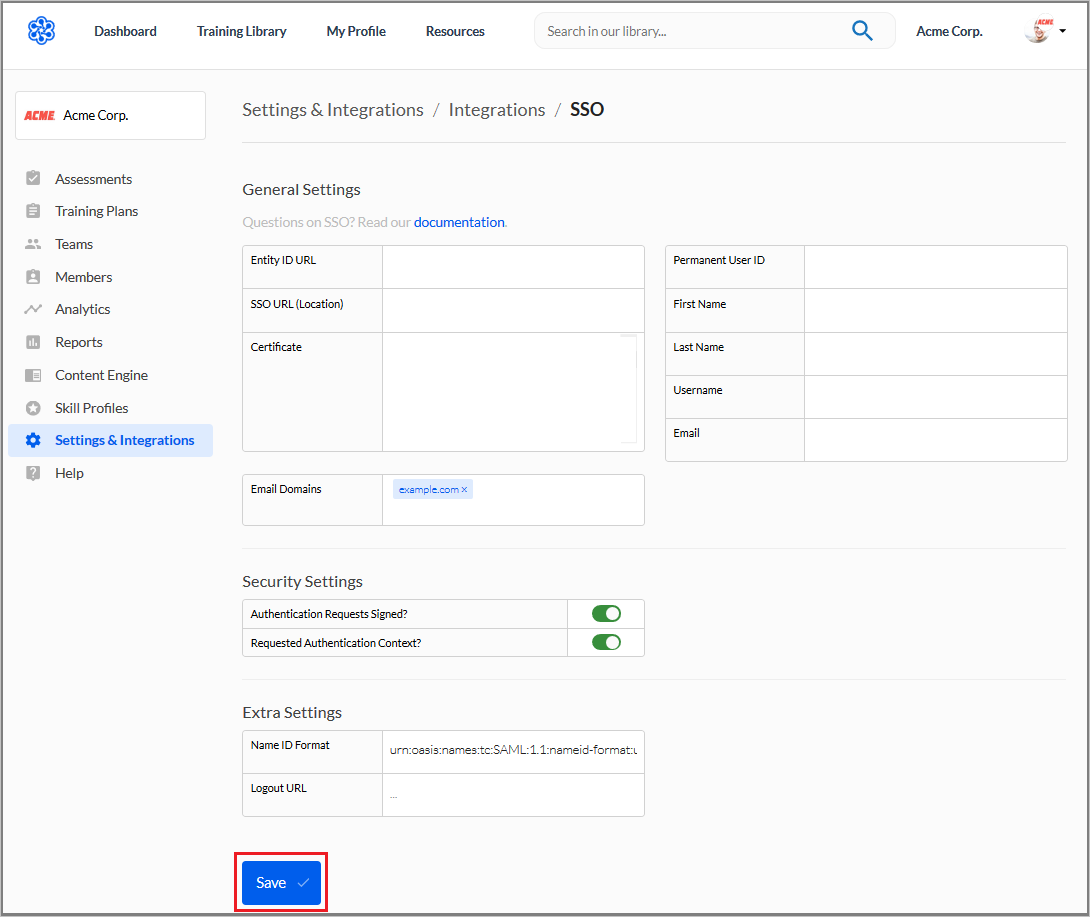 Dashboard Training Library My Profile Resources Search in our library... Acme Corp. ACME
ACME Acme Corp.
Settings & Integrations / Integrations / SSO
Assessments
Training Plans
Teams
Members
Analytics
Reports
Content Engine
Skill Profiles
Settings & Integrations
Help
General Settings
Questions on SSO? Read our documentation.
Entity ID URL
SSO URL (Location)
Certificate
Permanent User ID
First Name
Last Name
Username
Email
Email Domains example.com ×
Security Settings
Authentication Requests Signed?
Requested Authentication Context?
Extra Settings
Name ID Format urn:oasis:names:tc:SAML:1.1:nameid-format:u
Logout URL ...
Save